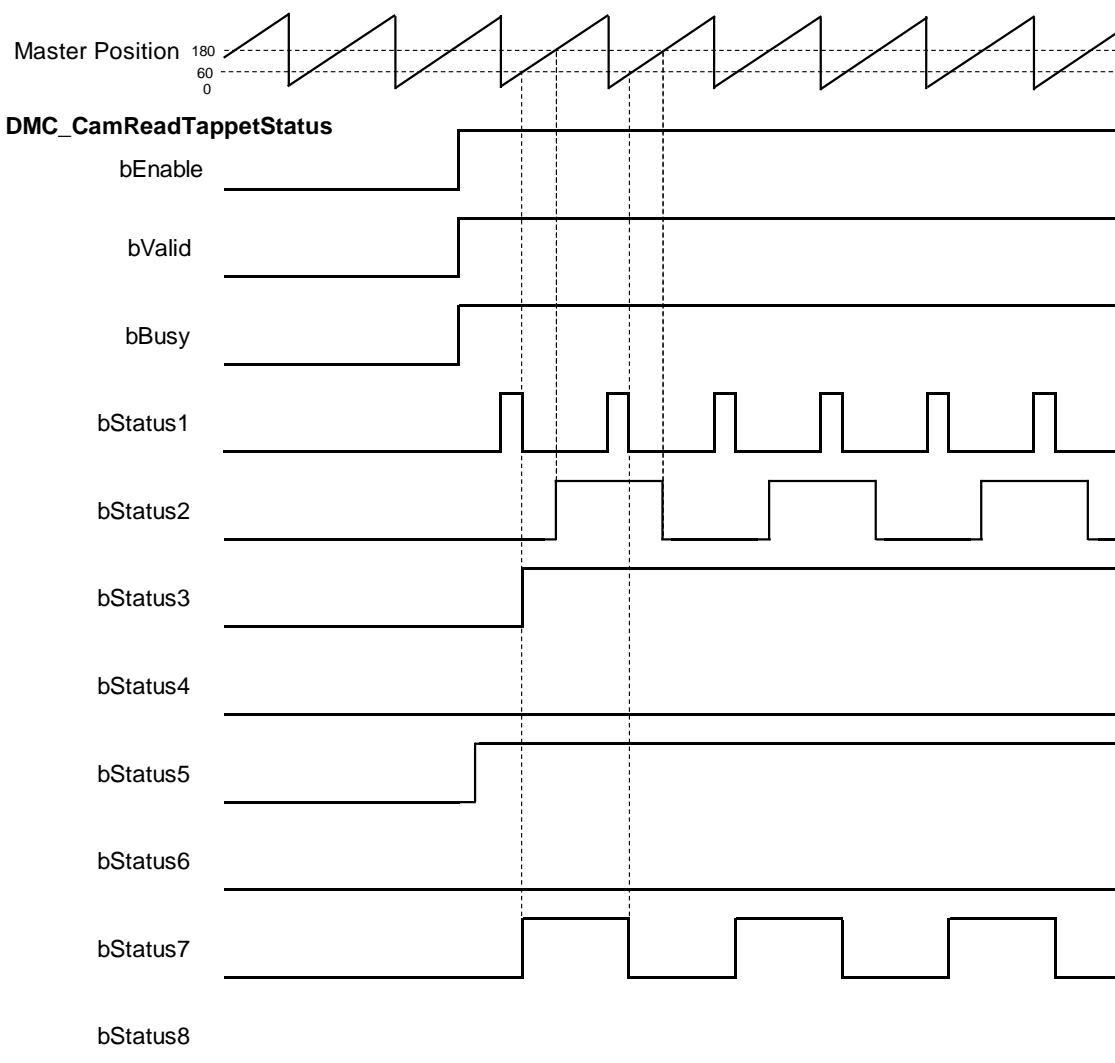 Master Position
180
60
0
DMC_CamReadTappetStatus
bEnable
bValid
bBusy
bStatus1
bStatus2
bStatus3
bStatus4
bStatus5
bStatus6
bStatus7
bStatus8